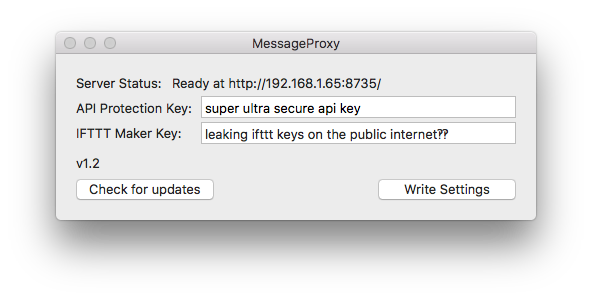 MessageProxy
Server Status: Ready at http://192.168.1.65:8735/
API Protection Key: super ultra secure api key
IFTTT Maker Key: leaking ifttt keys on the public internet⁇
v1.2
Check for updates Write Settings